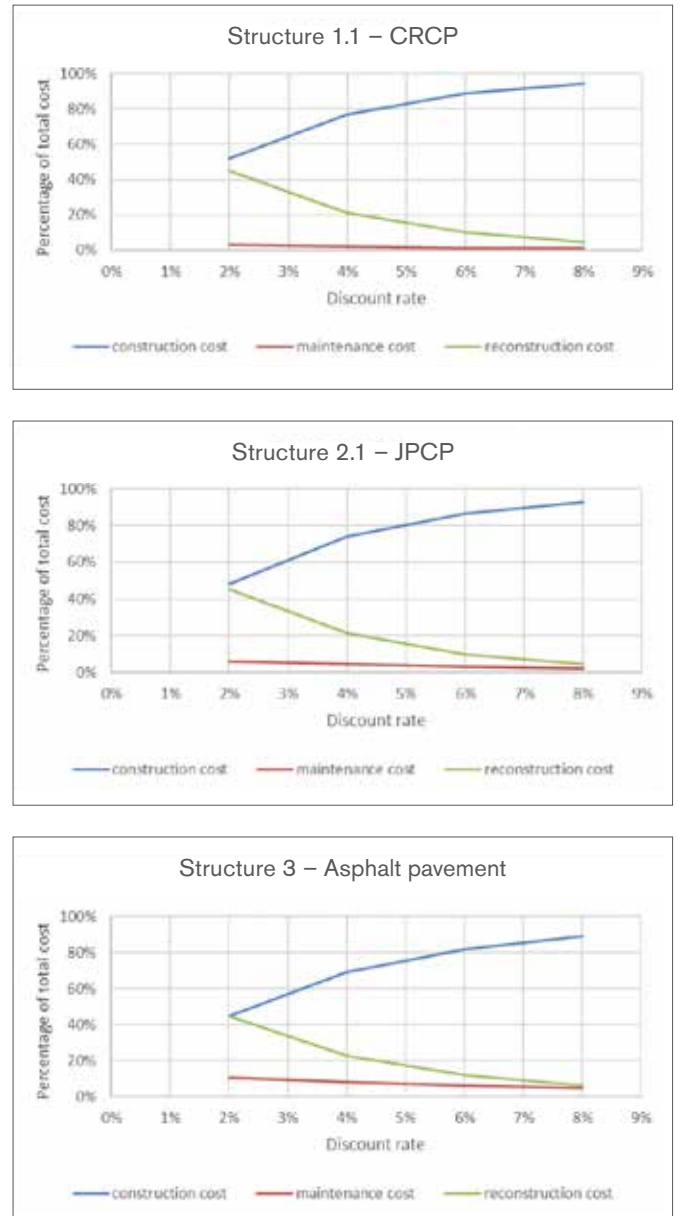 Structure 1.1 – CRCP
Percentage of total cost
100%
80%
60%
40%
20%
0%
0% 1% 2% 3% 4% 5% 6% 7% 8% 9%
Discount rate
construction cost maintenance cost reconstruction cost
Structure 2.1 – JPCP
Percentage of total cost
100%
80%
60%
40%
20%
0%
0% 1% 2% 3% 4% 5% 6% 7% 8% 9%
Discount rate
construction cost maintenance cost reconstruction cost
Structure 3 – Asphalt pavement
Percentage of total cost
100%
80%
60%
40%
20%
0%
0% 1% 2% 3% 4% 5% 6% 7% 8% 9%
Discount rate
construction cost maintenance cost reconstruction cost